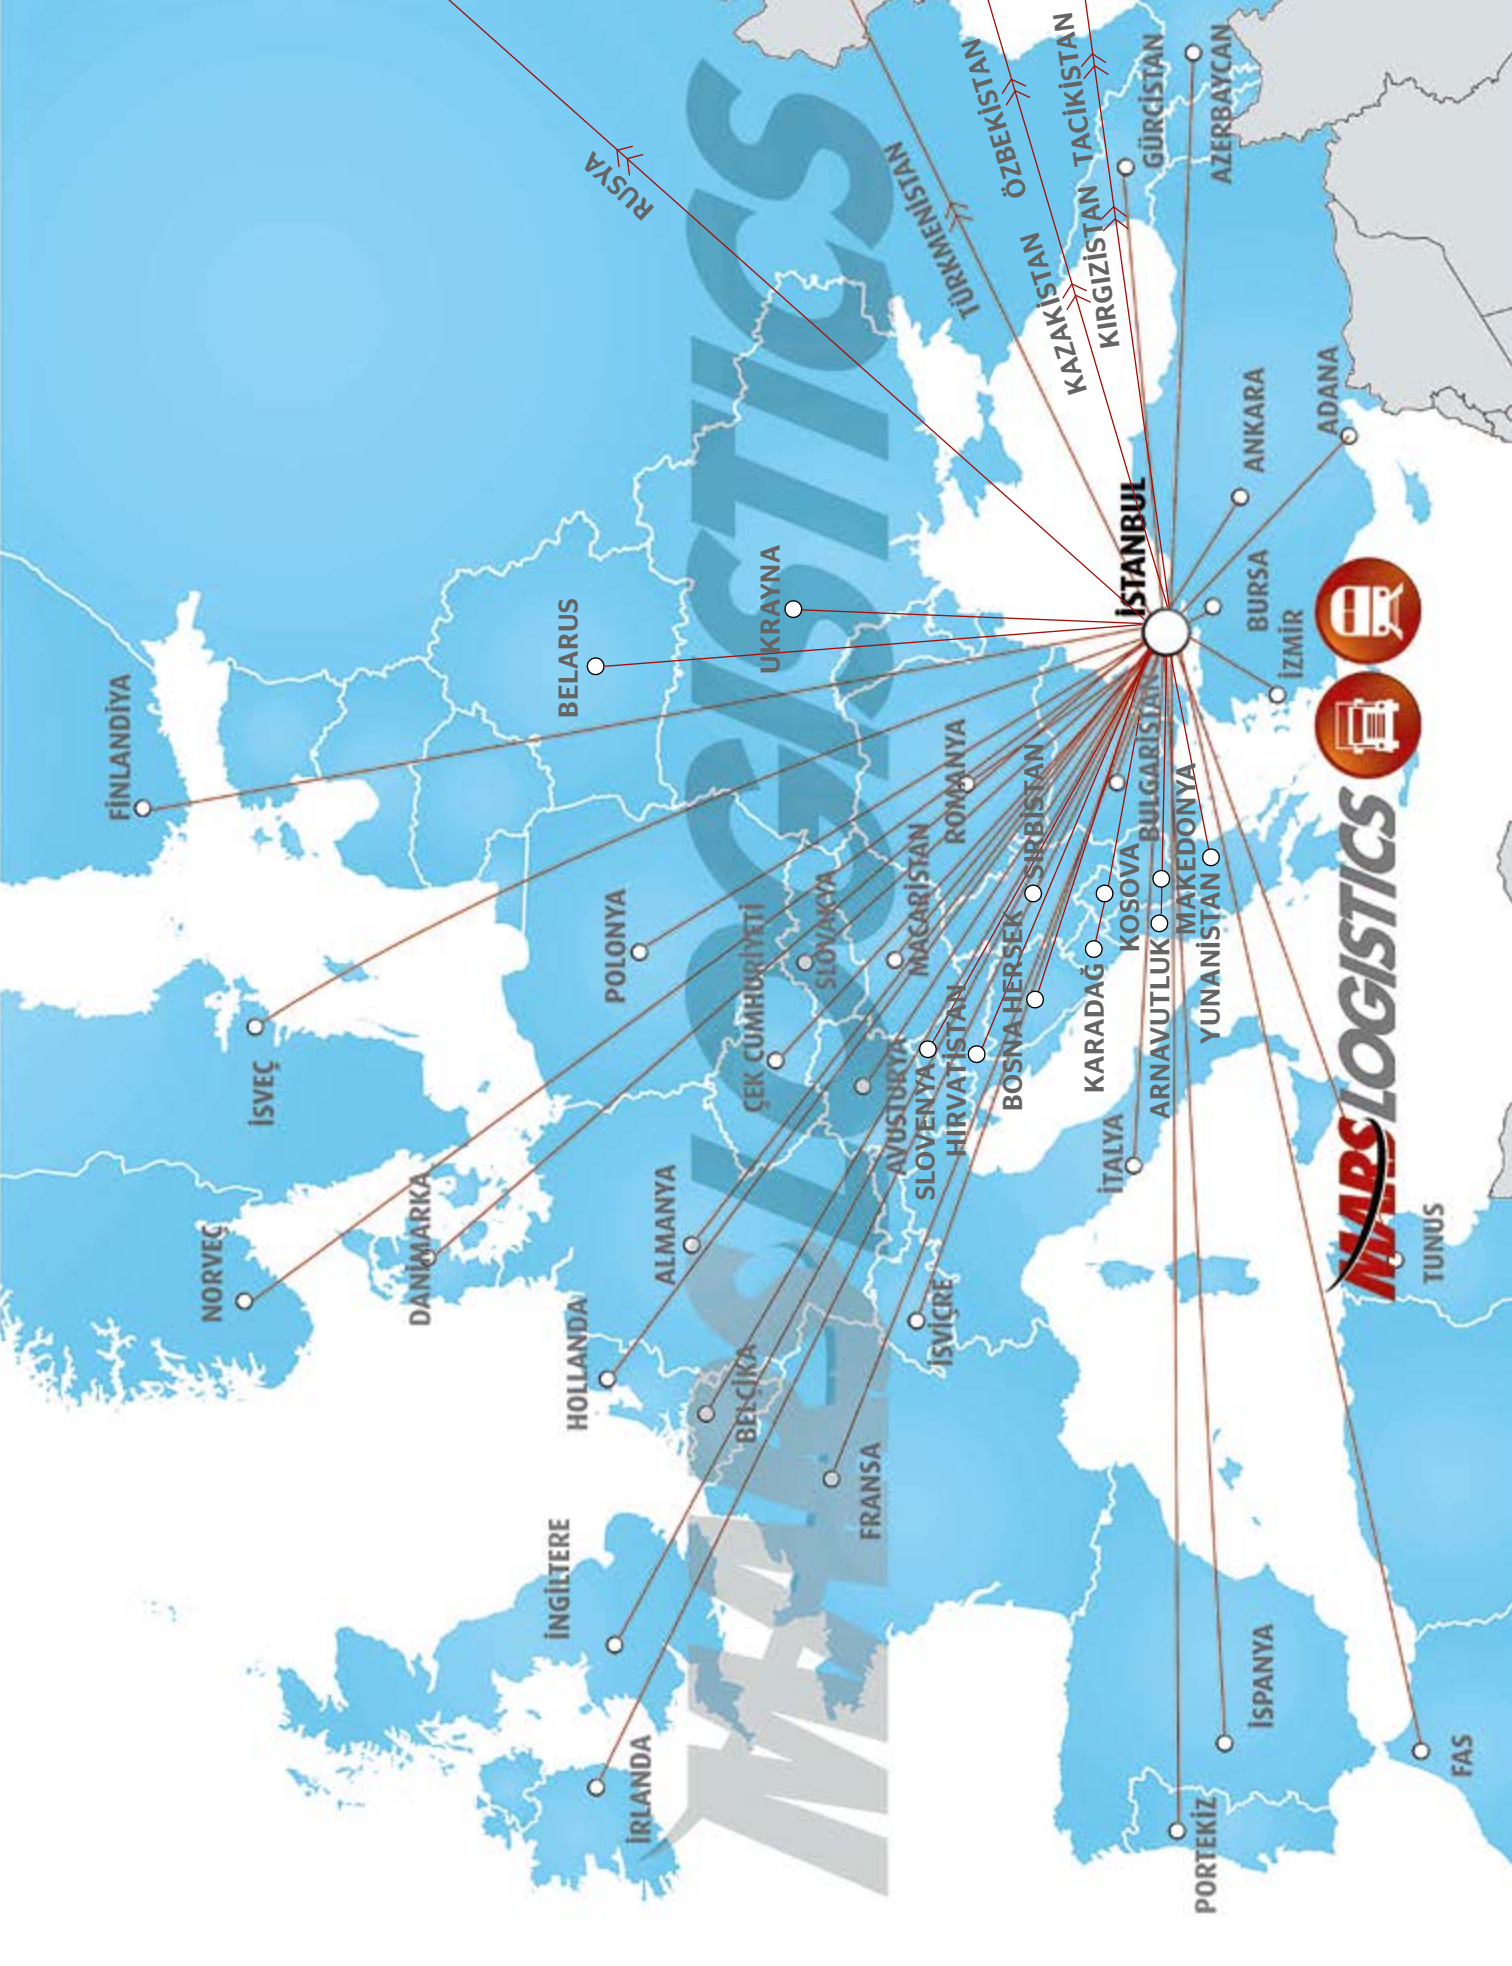 FİNLANDİYA
İSVEÇ
NORVEÇ
DANİMARKA
RUSYA
BELARUS
UKRAYNA
POLONYA
ÇEK CUMHURİYETİ
SLOVAKYA
ALMANYA
HOLLANDA
BELÇİKA
İNGİLTERE
İRLANDA
FRANSA
İSVİÇRE
AVUSTURYA
MACARİSTAN
ROMANYA
SLOVENYA
HIRVATİSTAN
BOSNA HERSEK
SIRBİSTAN
KARADAĞ
KOSOVA
BULGARİSTAN
MAKEDONYA
ARNAVUTLUK
YUNANİSTAN
İTALYA
İSPANYA
PORTEKİZ
FAS
TUNUS
TÜRKMENİSTAN
ÖZBEKİSTAN
TACİKİSTAN
KAZAKİSTAN
KIRGIZİSTAN
GÜRCİSTAN
AZERBAYCAN
İSTANBUL
ANKARA
ADANA
BURSA
İZMİR
MARS LOGISTICS
MARS LOGISTICS